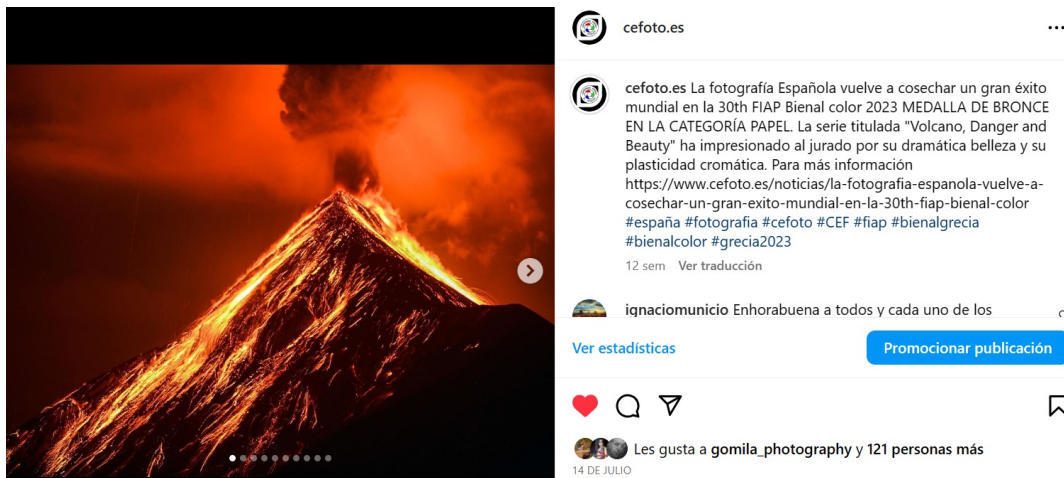 cefoto.es
cefoto.es La fotografía Española vuelve a cosechar un gran éxito
mundial en la 30th FIAP Bienal color 2023 MEDALLA DE BRONCE
EN LA CATEGORÍA PAPEL. La serie titulada "Volcano, Danger and
Beauty" ha impresionado al jurado por su dramática belleza y su
plasticidad cromática. Para más información
https://www.cefoto.es/noticias/la-fotografia-espanola-vuelve-a-
cosechar-un-gran-exito-mundial-en-la-30th-fiap-bienal-color
#españa #fotografia #cefoto #CEF #fiap #bienalgrecia
#bienalcolor #grecia2023
12 sem Ver traducción
ignaciomunicio Enhorabuena a todos y cada uno de los
Ver estadísticas
Promocionar publicación
Les gusta a gomila_photography y 121 personas más
14 DE JULIO